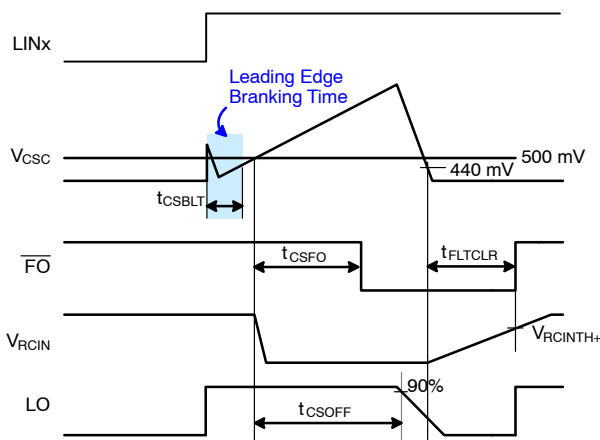 LINx
Leading Edge
Branking Time
VCSC
500 mV
440 mV
tCSBLT
FO
tCSFO
tFLTCLR
VRCIN
VRCINTH+
LO
90%
tCSOFF